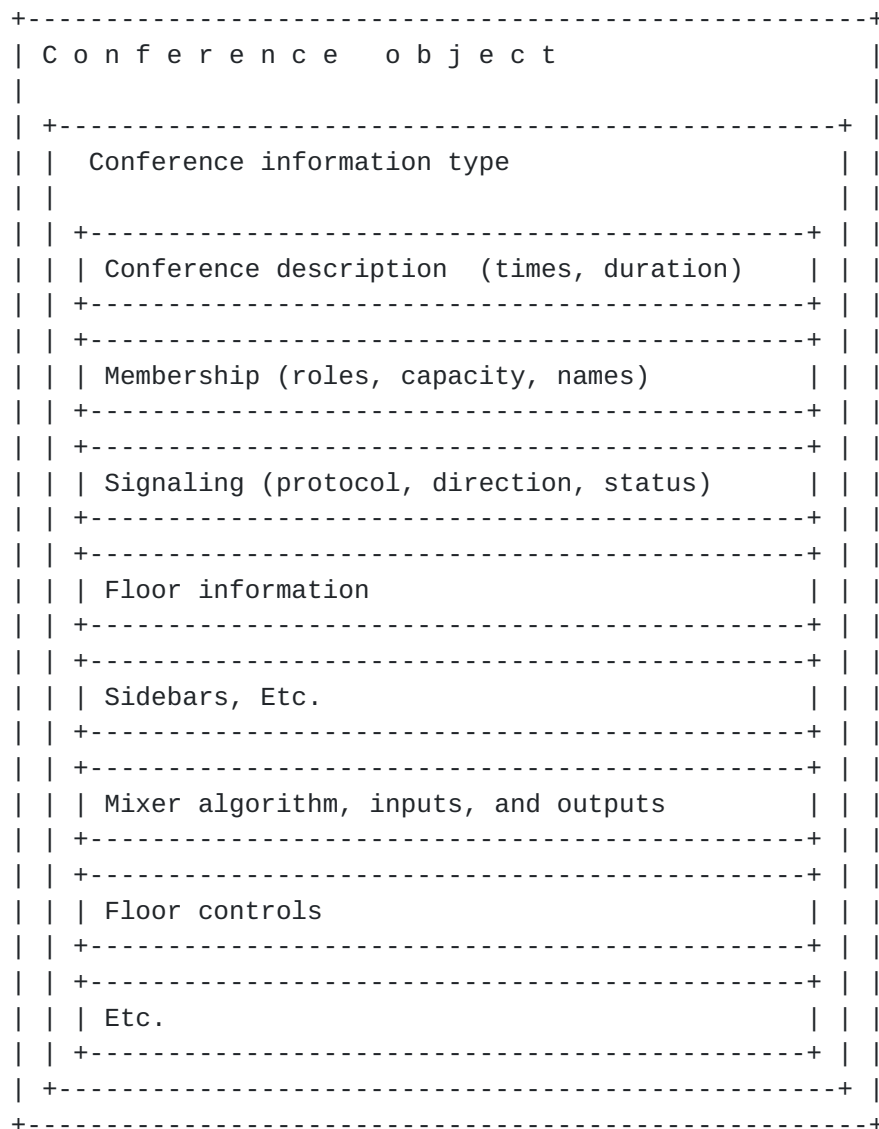 C o n f e r e n c e   o b j e c t
Conference information type
Conference description  (times, duration)
Membership (roles, capacity, names)
Signaling (protocol, direction, status)
Floor information
Sidebars, Etc.
Mixer algorithm, inputs, and outputs
Floor controls
Etc.